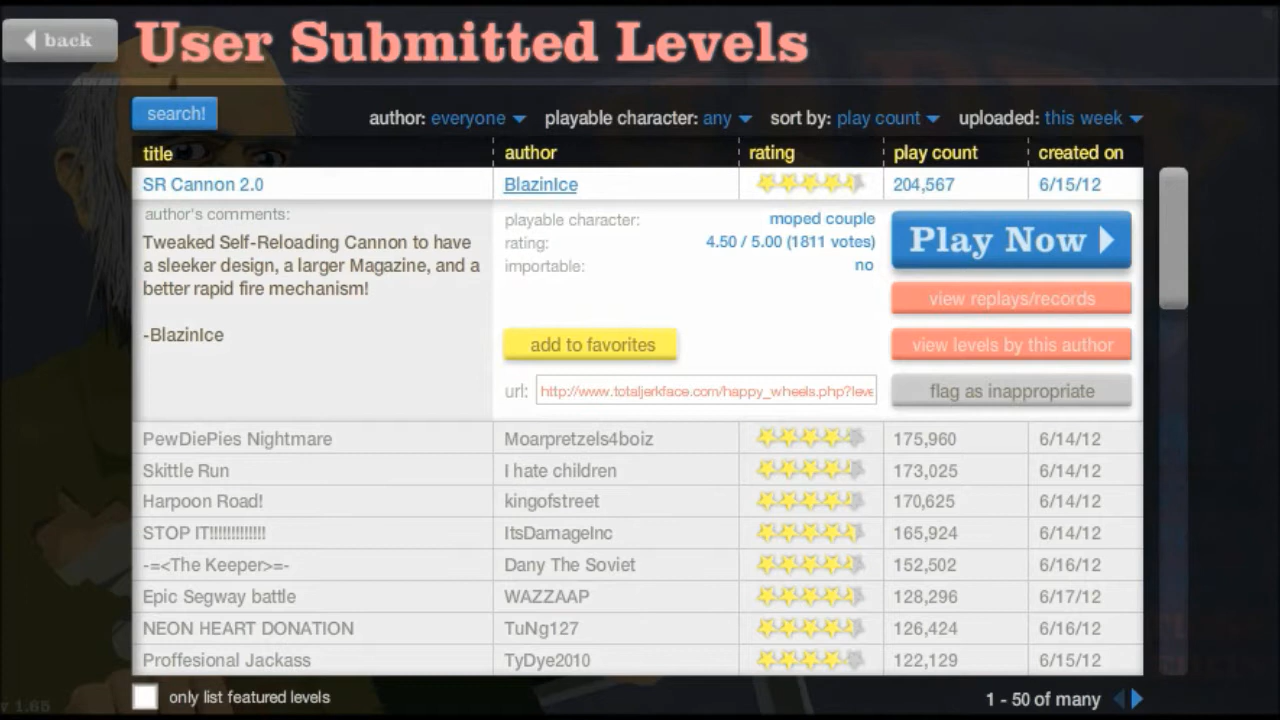 back
User Submitted Levels
search!
author: everyone playable character: any sort by: play count uploaded: this week
title author rating play count created on
SR Cannon 2.0 BlazinIce 204,567 6/15/12
author's comments:
Tweaked Self-Reloading Cannon to have
a sleeker design, a larger Magazine, and a
better rapid fire mechanism!
-BlazinIce
playable character: moped couple
rating: 4.50 / 5.00 (1811 votes)
importable: no
add to favorites
url: http://www.totaljerkface.com/happy_wheels.php?leve
Play Now
view replays/records
view levels by this author
flag as inappropriate
PewDiePies Nightmare Moarpretzels4boiz 175,960 6/14/12
Skittle Run I hate children 173,025 6/14/12
Harpoon Road! kingofstreet 170,625 6/14/12
STOP IT!!!!!!!!!!!!! ItsDamageInc 165,924 6/14/12
-=<The Keeper>=- Dany The Soviet 152,502 6/16/12
Epic Segway battle WAZZAAP 128,296 6/17/12
NEON HEART DONATION TuNg127 126,424 6/16/12
Proffesional Jackass TyDye2010 122,129 6/15/12
only list featured levels
1 - 50 of many
v 1.65